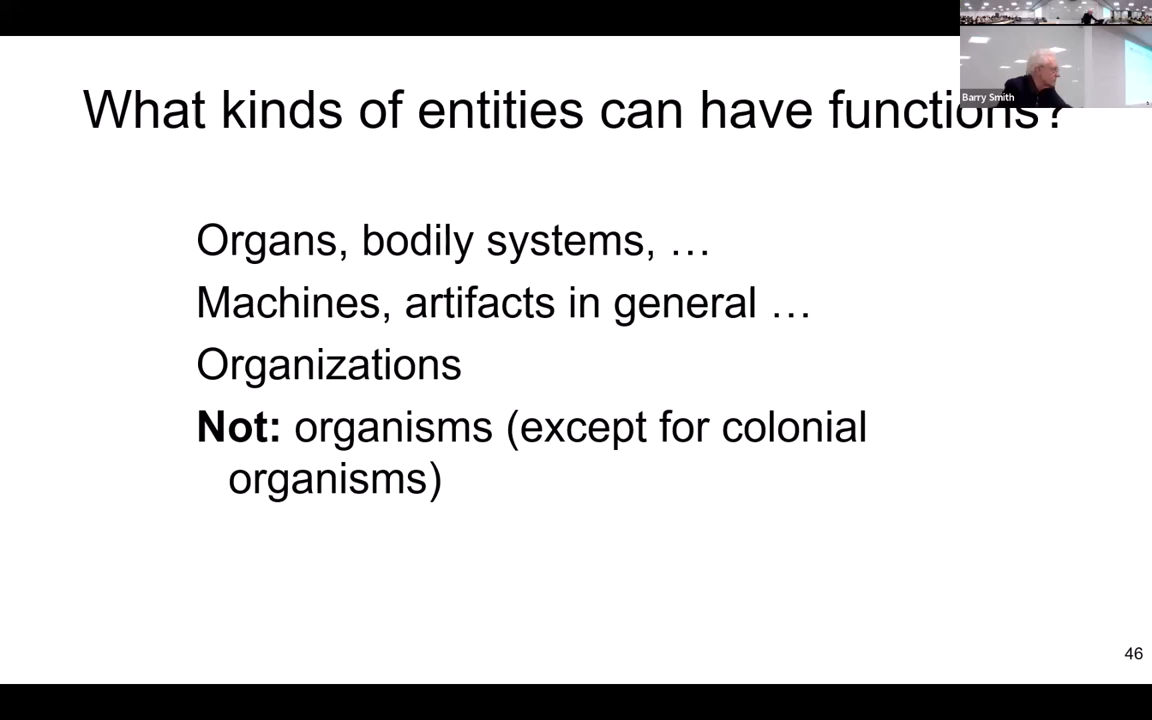 What kinds of entities can have functions?
Barry Smith
Organs, bodily systems, …
Machines, artifacts in general …
Organizations
Not: organisms (except for colonial
organisms)
46